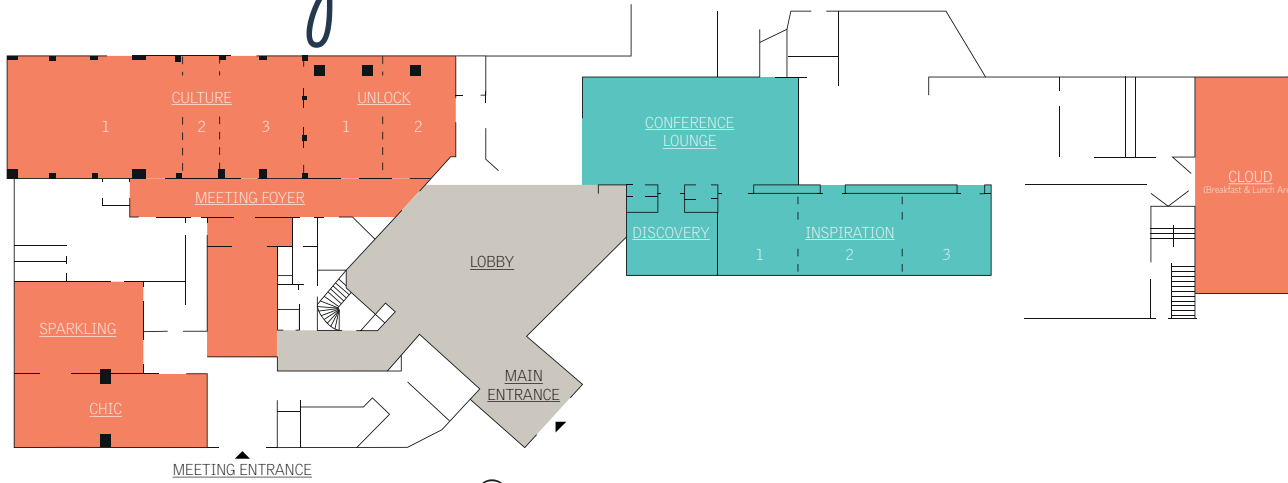 CULTURE
1
2
3
UNLOCK
1
2
MEETING FOYER
SPARKLING
CHIC
MEETING ENTRANCE
LOBBY
MAIN
ENTRANCE
CONFERENCE
LOUNGE
DISCOVERY
INSPIRATION
1
2
3
CLOUD
(Breakfast & Lunch Ar